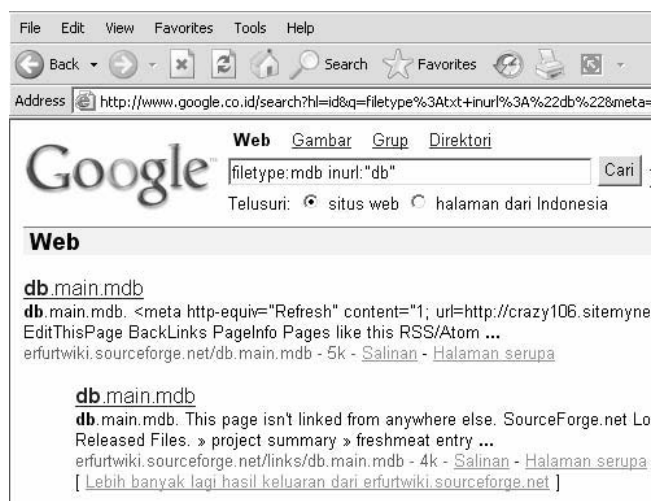 File Edit View Favorites Tools Help
Back Search Favorites
Address http://www.google.co.id/search?hl=id&q=filetype%3Atxt+inurl%3A%22db%22&meta=
Web Gambar Grup Direktori
Google™
filetype:mdb inurl:"db" Cari
Telusuri: situs web halaman dari Indonesia
Web
db.main.mdb
db.main.mdb. <meta http-equiv="Refresh" content="1; url=http://crazy106.sitemyne
EditThisPage BackLinks PageInfo Pages like this RSS/Atom ...
erfurtwiki.sourceforge.net/db.main.mdb - 5k - Salinan - Halaman serupa
db.main.mdb
db.main.mdb. This page isn't linked from anywhere else. SourceForge.net Lo
Released Files. » project summary » freshmeat entry ...
erfurtwiki.sourceforge.net/links/db.main.mdb - 4k - Salinan - Halaman serupa
[ Lebih banyak lagi hasil keluaran dari erfurtwiki.sourceforge.net ]